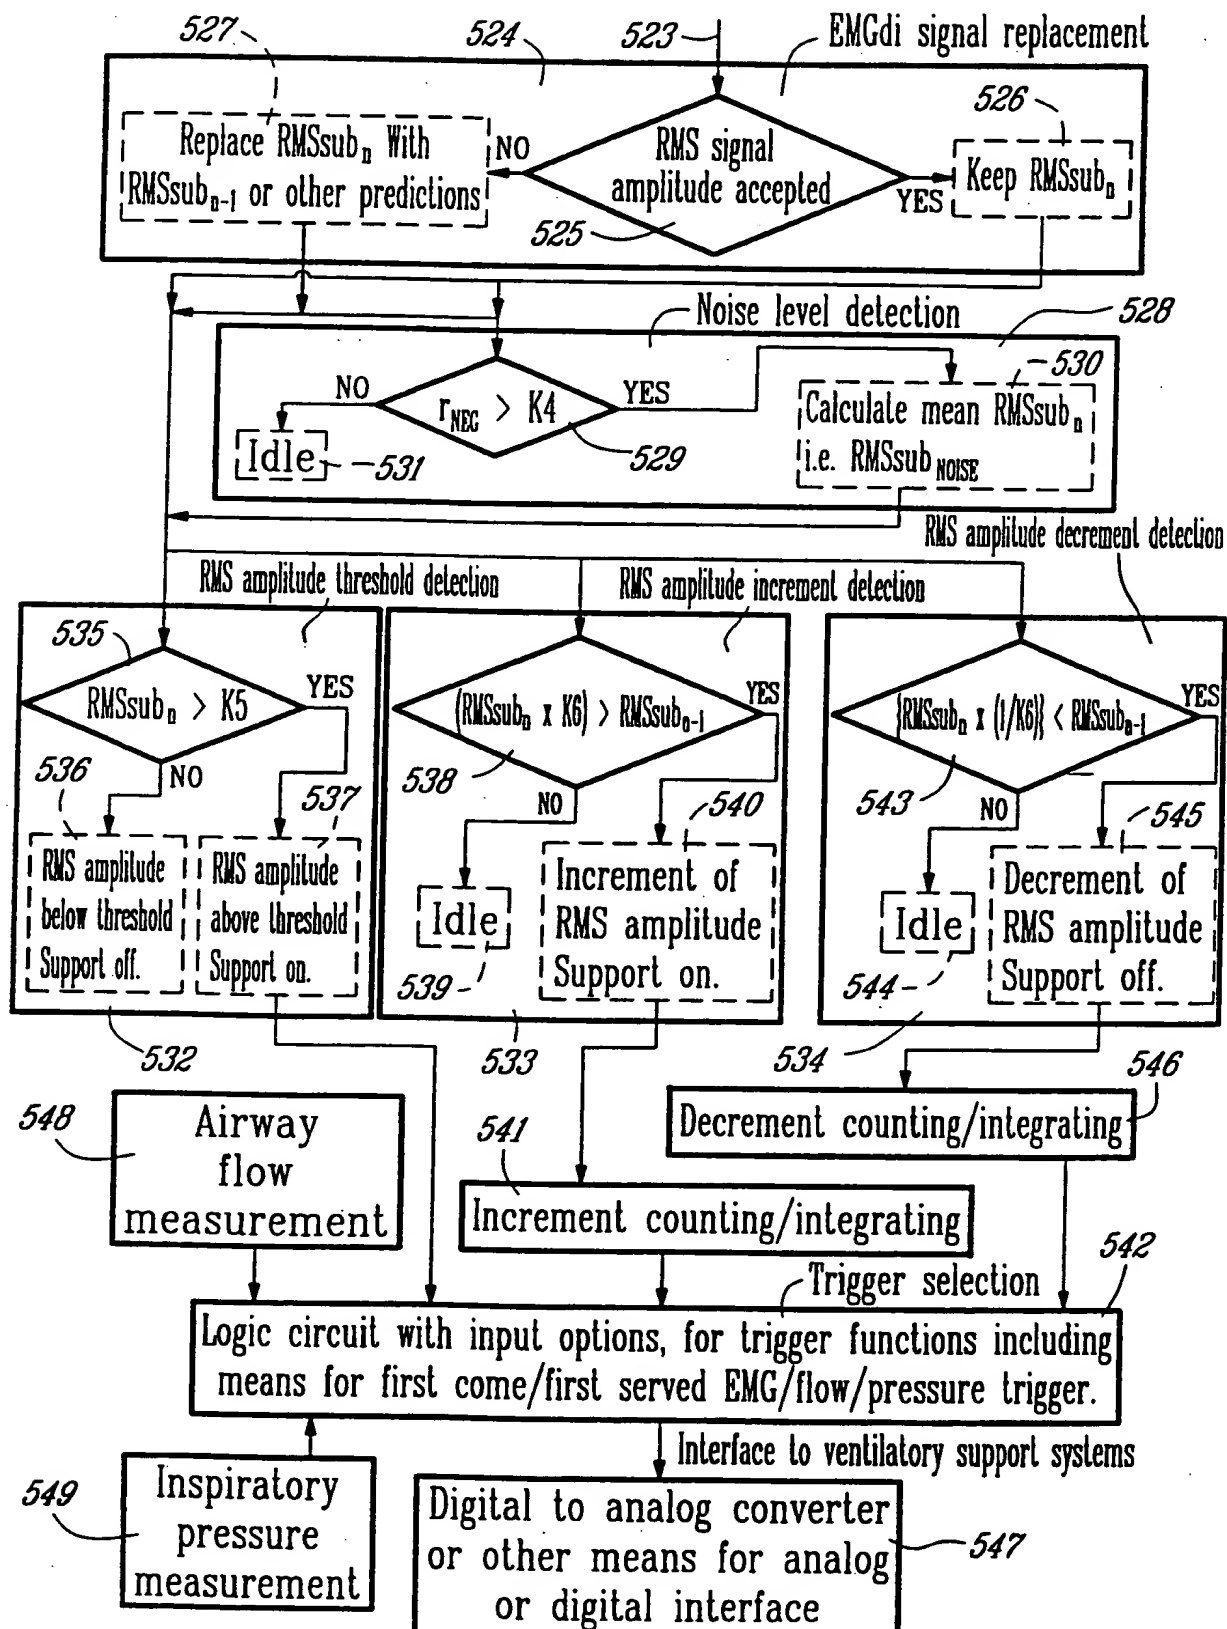 527
524
523
EMGdi signal replacement
526
Replace RMSsubn With
RMSsubn-1 or other predictions
NO
RMS signal
amplitude accepted
525
YES
Keep RMSsubn
Noise level detection
528
NO
rNEG > K4
YES
529
530
Calculate mean RMSsubn
i.e. RMSsubNOISE
Idle
531
RMS amplitude decrement detection
RMS amplitude threshold detection
RMS amplitude increment detection
535
RMSsubn > K5
YES
NO
536
537
RMS amplitude
below threshold
Support off.
RMS amplitude
above threshold
Support on.
532
(RMSsubn x K6) > RMSsubn-1
YES
538
NO
540
Idle
539
Increment of
RMS amplitude
Support on.
533
{RMSsubn x (1/K6)} < RMSsubn-1
YES
543
NO
545
Idle
544
Decrement of
RMS amplitude
Support off.
534
546
Decrement counting/integrating
548
Airway
flow
measurement
541
Increment counting/integrating
542
Trigger selection
Logic circuit with input options, for trigger functions including
means for first come/first served EMG/flow/pressure trigger.
Interface to ventilatory support systems
549
Inspiratory
pressure
measurement
Digital to analog converter
or other means for analog
or digital interface
547